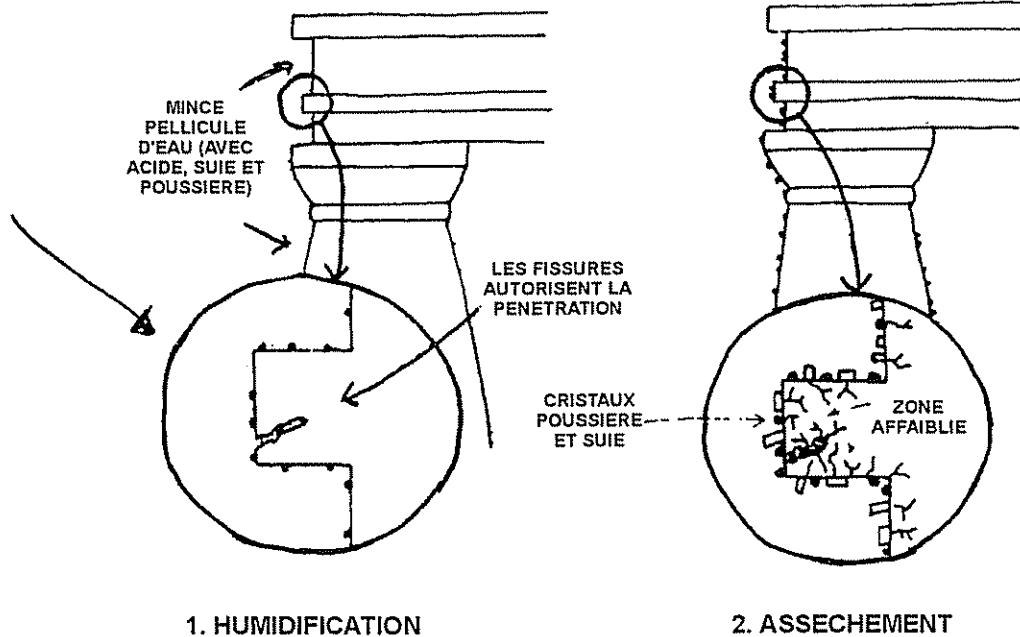 MINCE
PELLICULE
D'EAU (AVEC
ACIDE, SUIE ET
POUSSIERE)
LES FISSURES
AUTORISENT LA
PENETRATION
CRISTAUX
POUSSIERE
ET SUIE
ZONE
AFFAIBLIE
1. HUMIDIFICATION
2. ASSECHEMENT